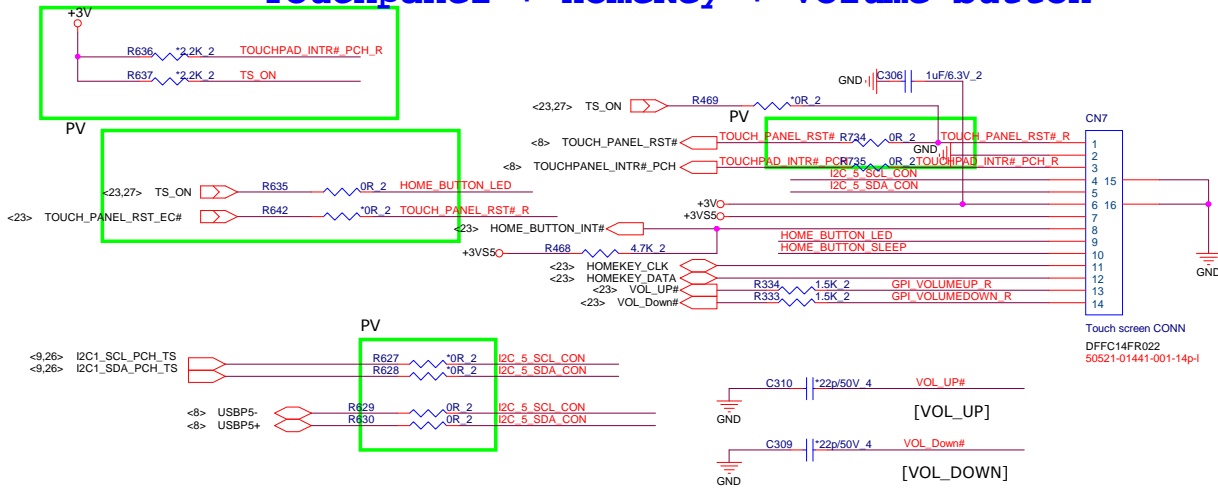 Touchpanel + HomeKey + Volume button
+3V
R636 *2.2K_2 TOUCHPAD_INTR#_PCH_R
R637 *2.2K_2 TS_ON
PV
<23,27> TS_ON R635 0R_2 HOME_BUTTON_LED
<23> TOUCH_PANEL_RST_EC# R642 *0R_2 TOUCH_PANEL_RST#_R
GND C306 1uF/6.3V_2
<23,27> TS_ON R469 *0R_2
PV
<8> TOUCH_PANEL_RST# TOUCH_PANEL_RST# R734 0R_2 TOUCH_PANEL_RST#_R
GND
<8> TOUCHPANEL_INTR#_PCH TOUCHPAD_INTR#_PCH R735 0R_2 TOUCHPAD_INTR#_PCH_R
I2C_5_SCL_CON
I2C_5_SDA_CON
+3V
+3VS5
<23> HOME_BUTTON_INT#
HOME_BUTTON_LED
+3VS5 R468 4.7K_2 HOME_BUTTON_SLEEP
<23> HOMEKEY_CLK
<23> HOMEKEY_DATA
<23> VOL_UP# R334 1.5K_2 GPI_VOLUMEUP_R
<23> VOL_Down# R333 1.5K_2 GPI_VOLUMEDOWN_R
CN7
1
2
3
4 15
5
6 16
7
8
9
10
11
12
13
14
GND
Touch screen CONN
DFFC14FR022
50521-01441-001-14p-l
PV
<9,26> I2C1_SCL_PCH_TS R627 *0R_2 I2C_5_SCL_CON
<9,26> I2C1_SDA_PCH_TS R628 *0R_2 I2C_5_SDA_CON
<8> USBP5- R629 0R_2 I2C_5_SCL_CON
<8> USBP5+ R630 0R_2 I2C_5_SDA_CON
C310 *22p/50V_4 VOL_UP#
GND
[VOL_UP]
C309 *22p/50V_4 VOL_Down#
GND
[VOL_DOWN]